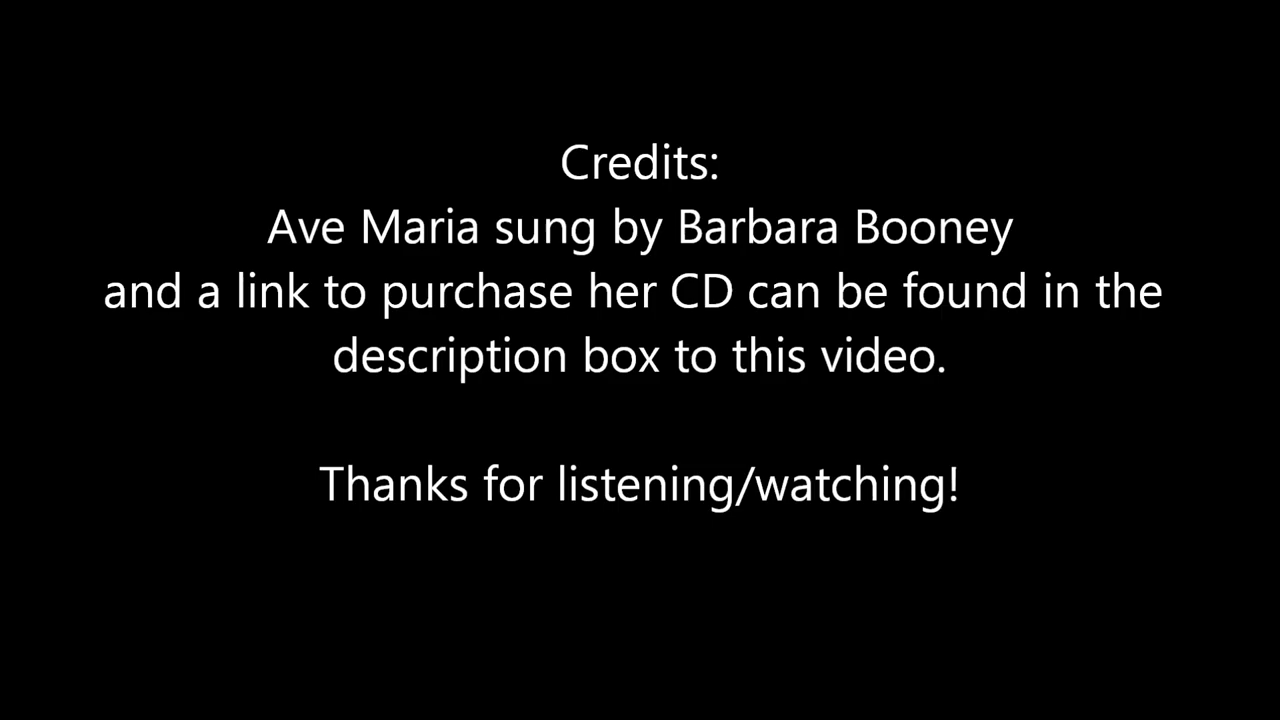 Credits:
Ave Maria sung by Barbara Booney
and a link to purchase her CD can be found in the
description box to this video.
Thanks for listening/watching!